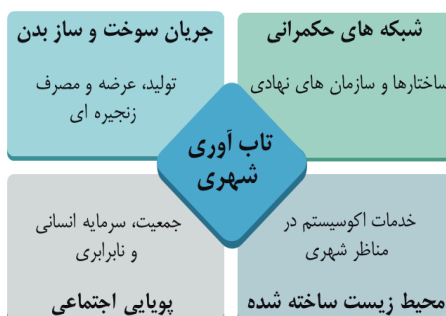 شبکه های حکمرانی
ساختارها و سازمان های نهادی
جریان سوخت و ساز بدن
تولید، عرضه و مصرف
زنجیره ای
تاب آوری
شهری
خدمات اکوسیستم در
مناظر شهری
محیط زیست ساخته شده
جمعیت، سرمایه انسانی
و نابرابری
پویایی اجتماعی